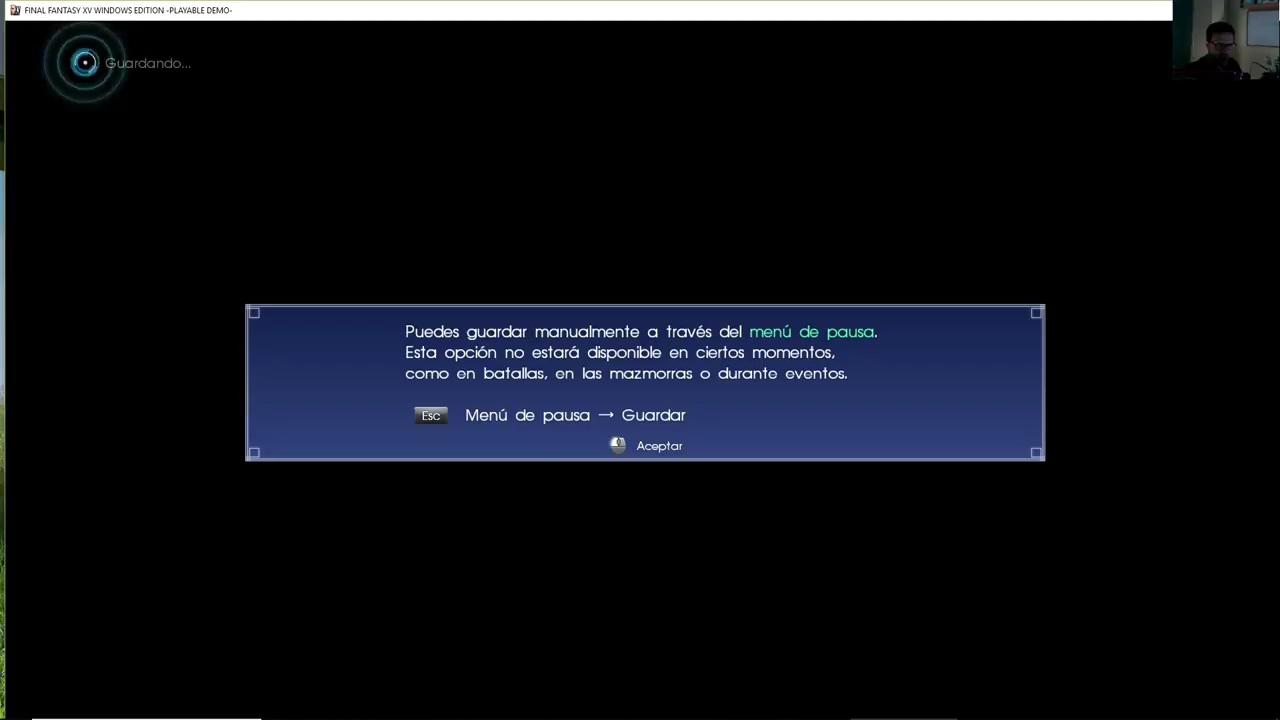 FINAL FANTASY XV WINDOWS EDITION -PLAYABLE DEMO-
Guardando...
Puedes guardar manualmente a través del menú de pausa.
Esta opción no estará disponible en ciertos momentos,
como en batallas, en las mazmorras o durante eventos.
Esc Menú de pausa → Guardar
Aceptar